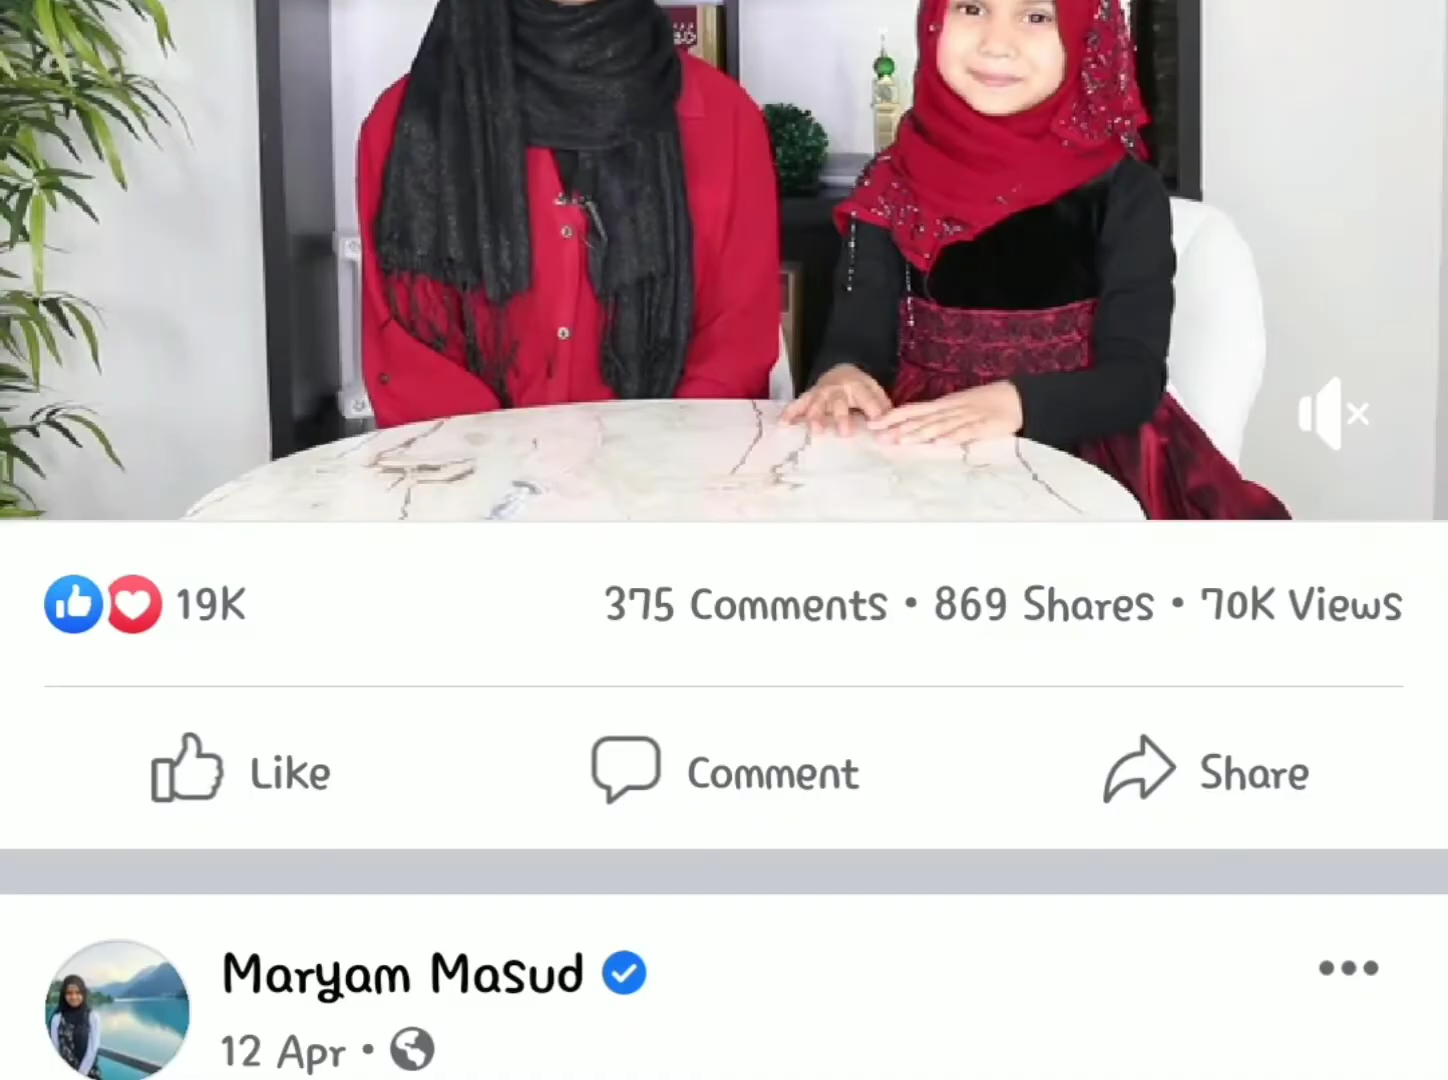 19K
375 Comments • 869 Shares • 70K Views
Like
Comment
Share
Maryam Masud
12 Apr •